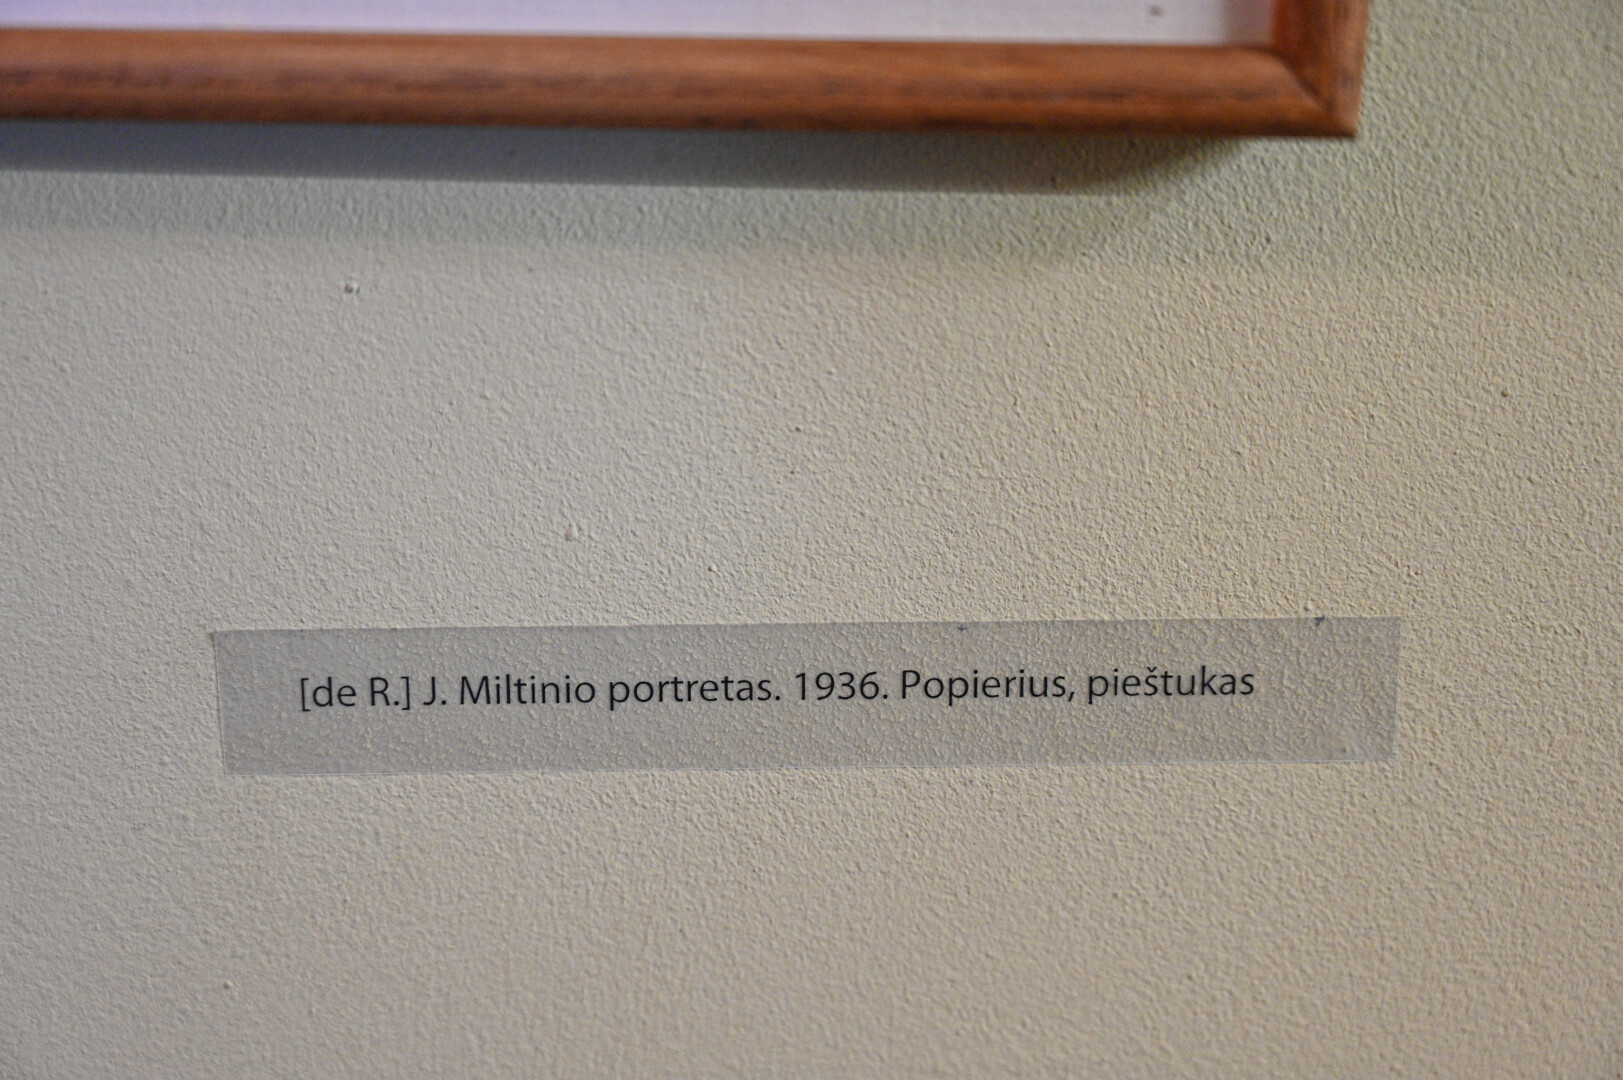 [de R.] J. Miltinio portretas. 1936. Popierius, pieštukas